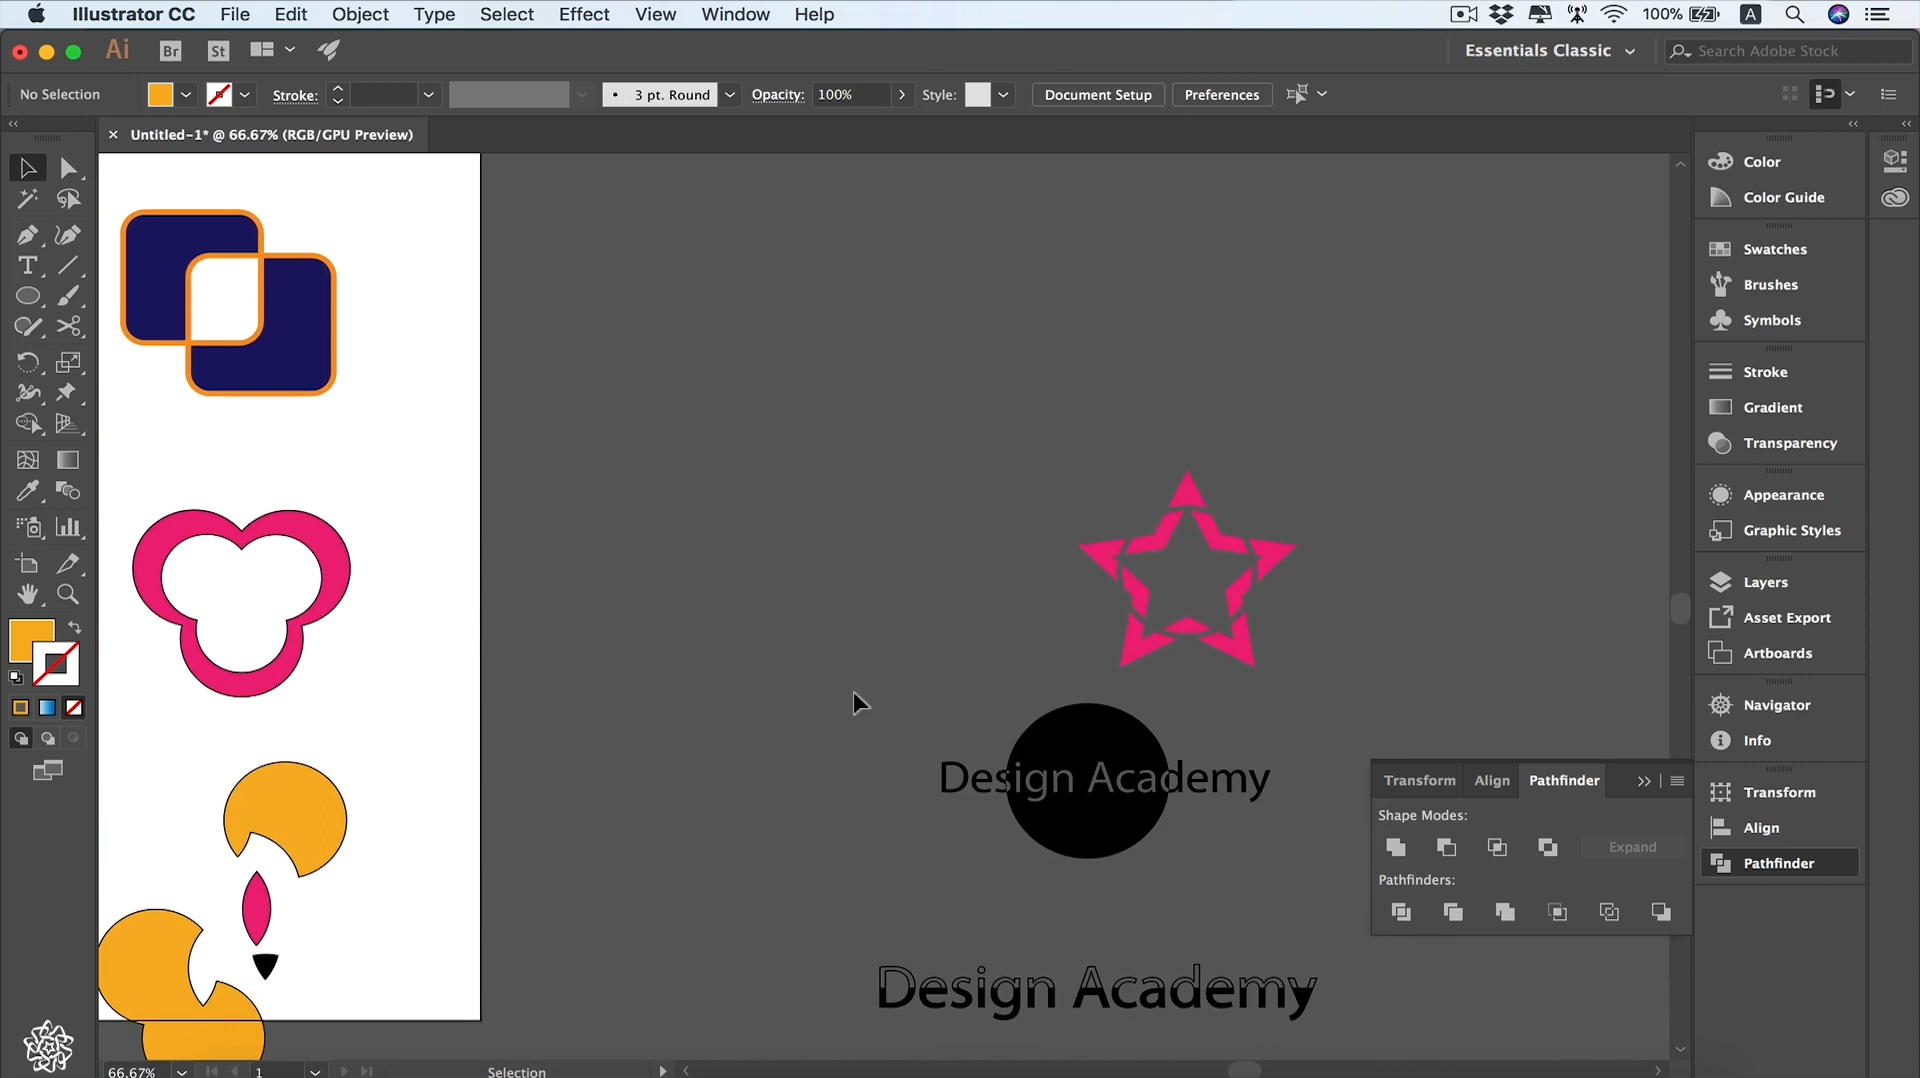 Illustrator CC File Edit Object Type Select Effect View Window Help
100% A
Ai Br St Essentials Classic Search Adobe Stock
No Selection Stroke: 3 pt. Round Opacity: 100% Style: Document Setup Preferences
Untitled-1* @ 66.67% (RGB/GPU Preview)
Color
Color Guide
Swatches
Brushes
Symbols
Stroke
Gradient
Transparency
Appearance
Graphic Styles
Layers
Asset Export
Artboards
Navigator
Info
Transform
Align
Pathfinder
Design Academy
Transform Align Pathfinder
Shape Modes:
Expand
Pathfinders:
Design Academy
66.67% 1 Selection